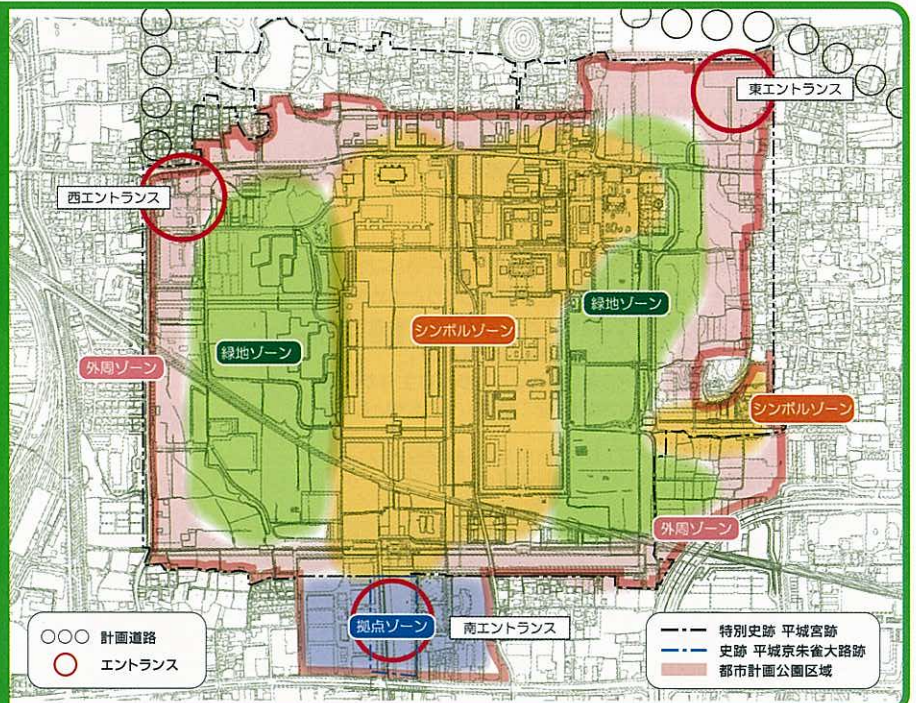 東エントランス
西エントランス
緑地ゾーン
シンボルゾーン
緑地ゾーン
外周ゾーン
シンボルゾーン
外周ゾーン
拠点ゾーン
南エントランス
計画道路
エントランス
特別史跡 平城宮跡
史跡 平城京朱雀大路跡
都市計画公園区域